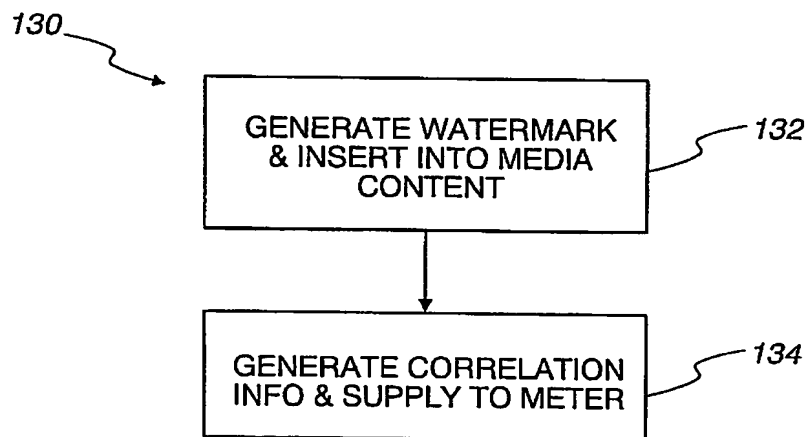 130
GENERATE WATERMARK
& INSERT INTO MEDIA
CONTENT
132
GENERATE CORRELATION
INFO & SUPPLY TO METER
134